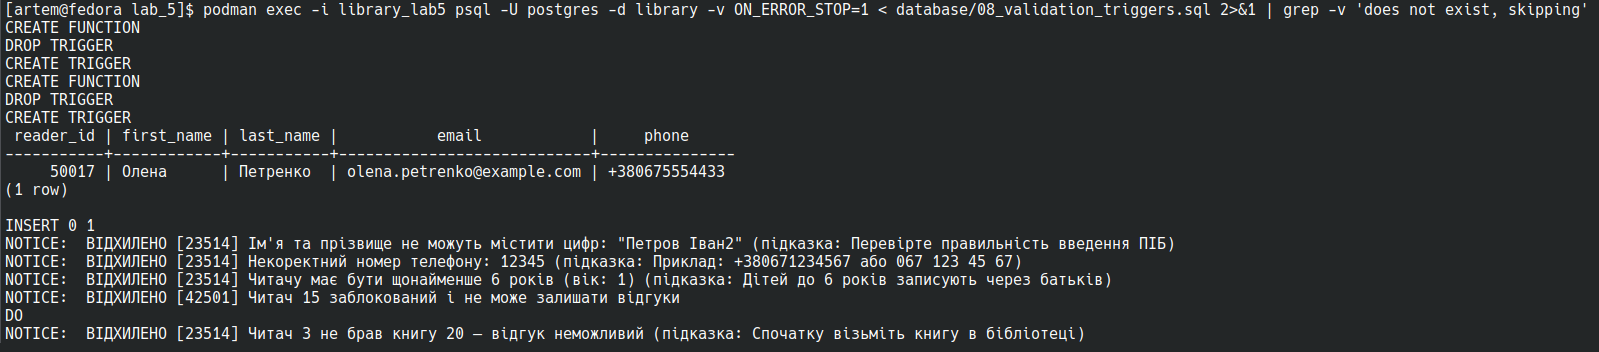 [artem@fedora lab_5]$ podman exec -i library_lab5 psql -U postgres -d library -v ON_ERROR_STOP=1 < database/08_validation_triggers.sql 2>&1 | grep -v 'does not exist, skipping'
CREATE FUNCTION
DROP TRIGGER
CREATE TRIGGER
CREATE FUNCTION
DROP TRIGGER
CREATE TRIGGER
 reader_id | first_name | last_name |           email            |     phone
-----------+------------+-----------+----------------------------+---------------
     50017 | Олена      | Петренко  | olena.petrenko@example.com | +380675554433
(1 row)

INSERT 0 1
NOTICE:  ВІДХИЛЕНО [23514] Ім'я та прізвище не можуть містити цифр: "Петров Іван2" (підказка: Перевірте правильність введення ПІБ)
NOTICE:  ВІДХИЛЕНО [23514] Некоректний номер телефону: 12345 (підказка: Приклад: +380671234567 або 067 123 45 67)
NOTICE:  ВІДХИЛЕНО [23514] Читачу має бути щонайменше 6 років (вік: 1) (підказка: Дітей до 6 років записують через батьків)
NOTICE:  ВІДХИЛЕНО [42501] Читач 15 заблокований і не може залишати відгуки
DO
NOTICE:  ВІДХИЛЕНО [23514] Читач 3 не брав книгу 20 — відгук неможливий (підказка: Спочатку візьміть книгу в бібліотеці)